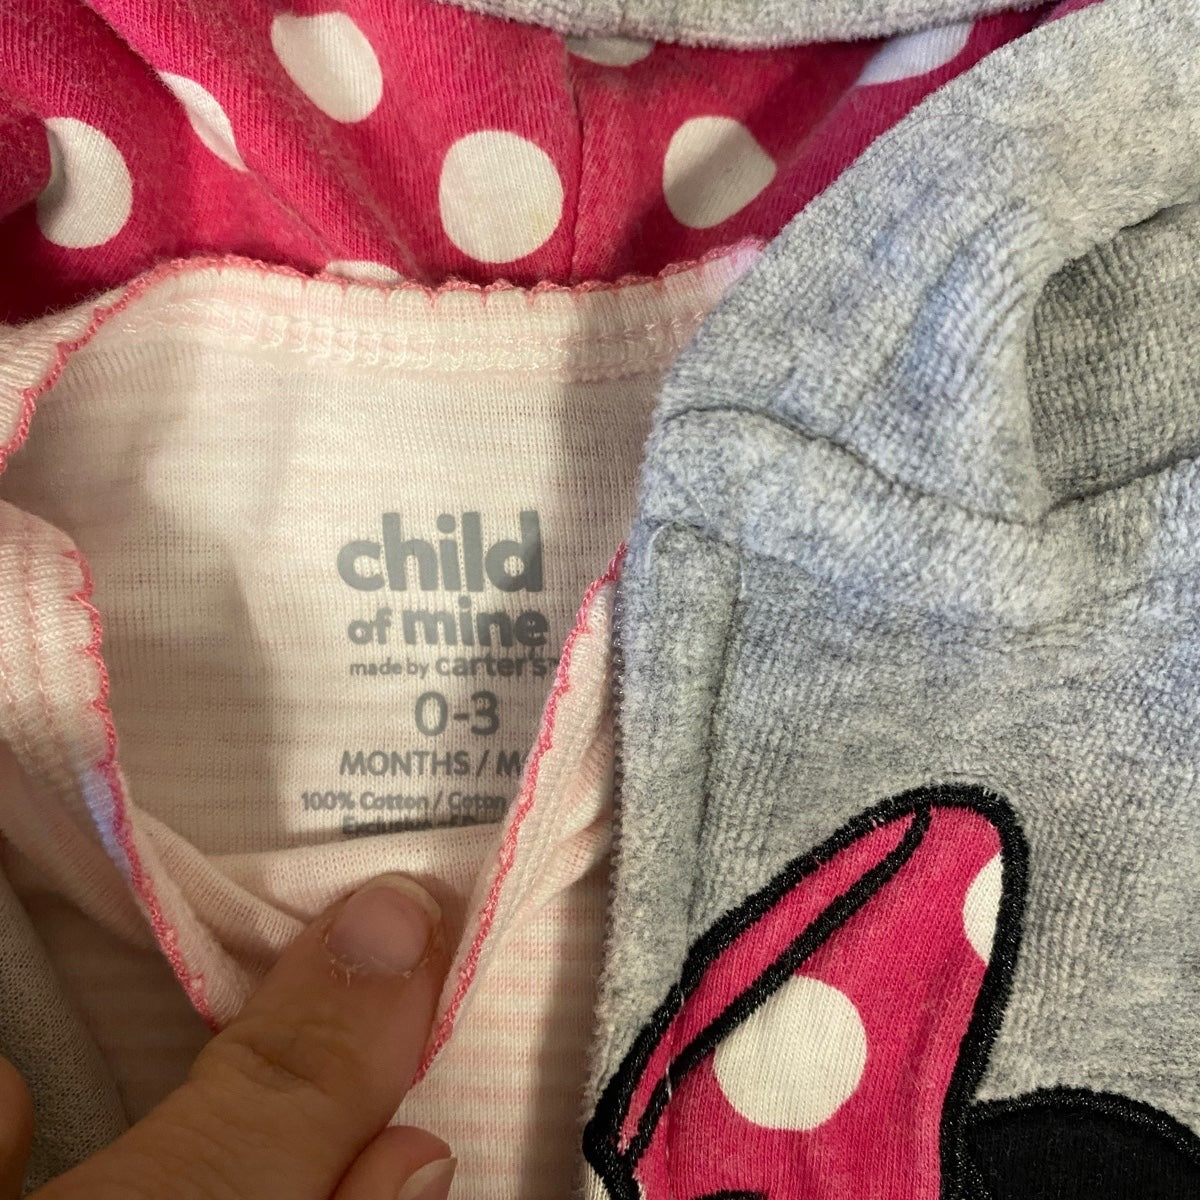 child
of mine
made by carter's
0-3
MONTHS / M
100% Cotton / Coton